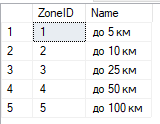 ZoneID Name
1 1 до 5 км
2 2 до 10 км
3 3 до 25 км
4 4 до 50 км
5 5 до 100 км